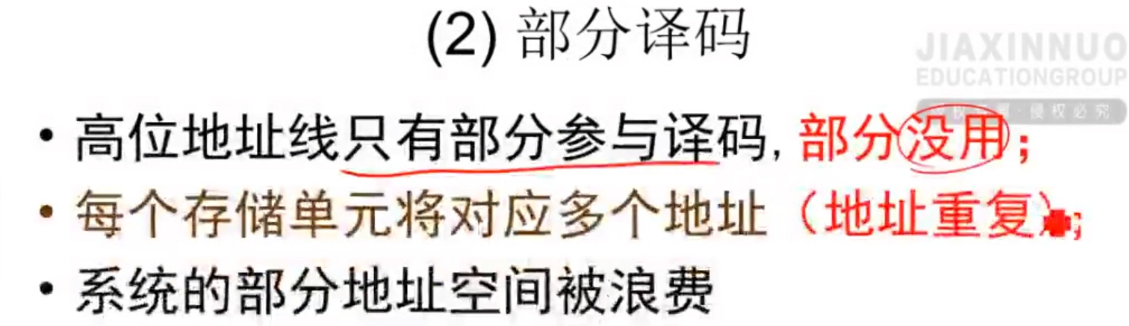 (2) 部分译码
JIAXINNUO
EDUCATIONGROUP
侵权必究
• 高位地址线只有部分参与译码, 部分没用;
• 每个存储单元将对应多个地址（地址重复）;
• 系统的部分地址空间被浪费